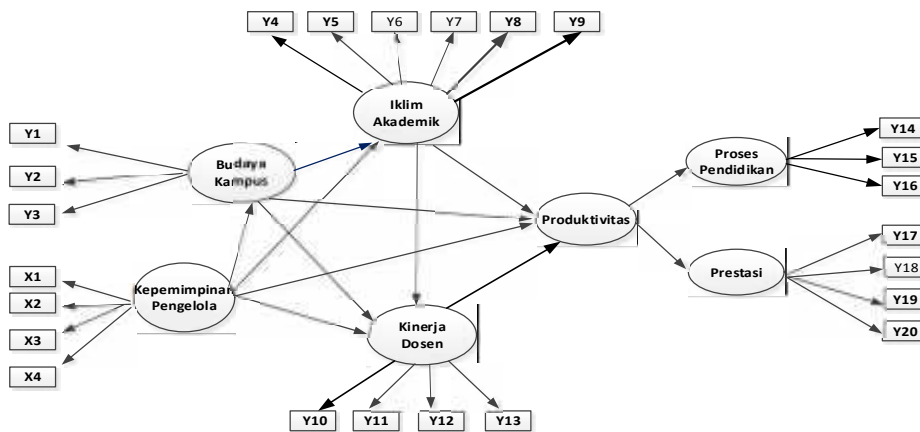 Y4 Y5 Y6 Y7 Y8 Y9
Iklim
Akademik
Y1
Y2
Y3
Budaya
Kampus
Proses
Pendidikan
Y14
Y15
Y16
Produktivitas
X1
X2
X3
X4
Kepemimpinan
Pengelola
Prestasi
Y17
Y18
Y19
Y20
Kinerja
Dosen
Y10 Y11 Y12 Y13